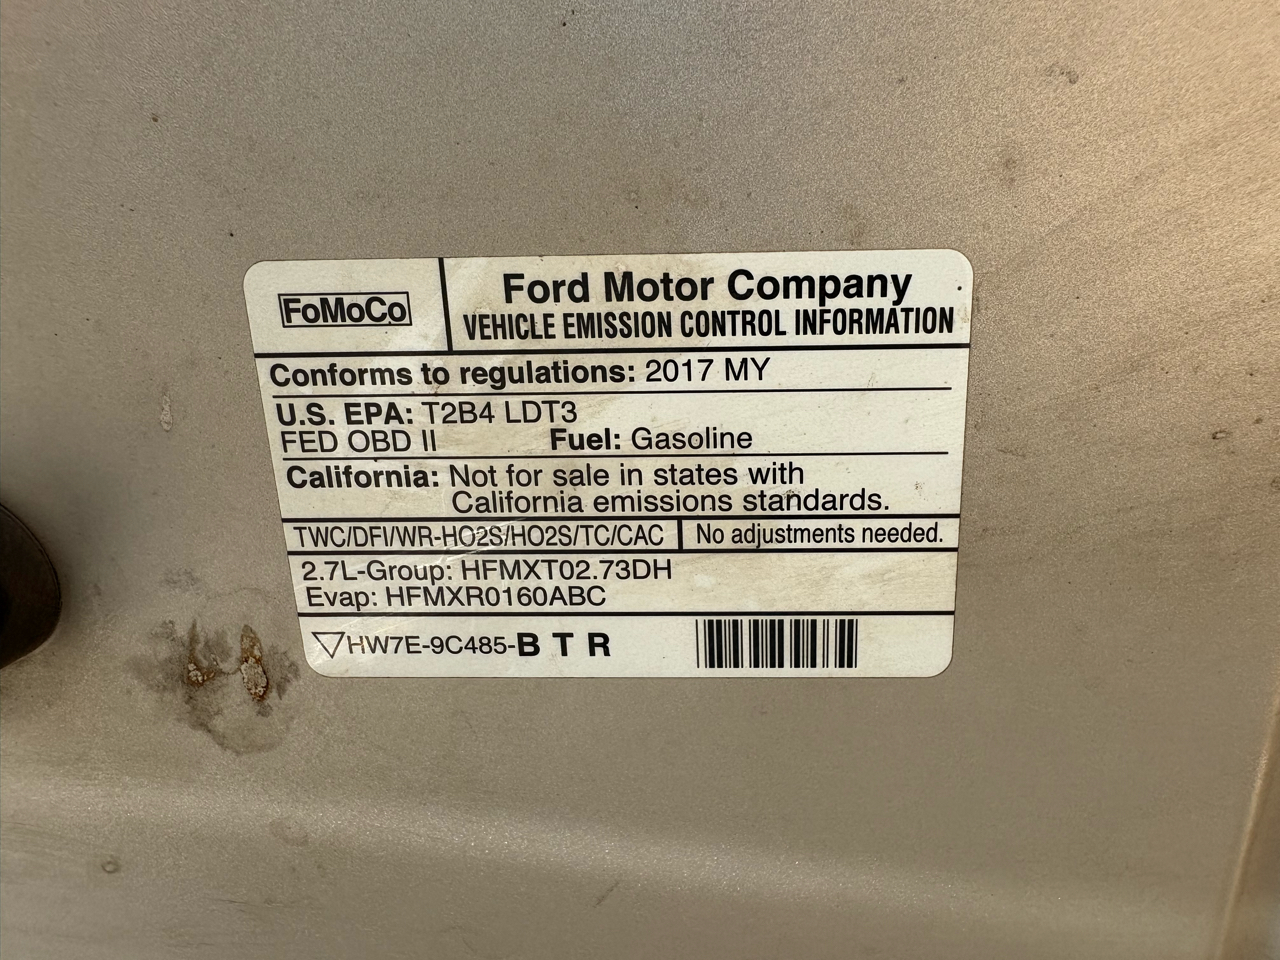 FoMoCo
Ford Motor Company
VEHICLE EMISSION CONTROL INFORMATION
Conforms to regulations: 2017 MY
U.S. EPA: T2B4 LDT3
FED OBD II Fuel: Gasoline
California: Not for sale in states with
California emissions standards.
TWC/DFI/WR-HO2S/HO2S/TC/CAC No adjustments needed.
2.7L-Group: HFMXT02.73DH
Evap: HFMXR0160ABC
▽HW7E-9C485-B T R